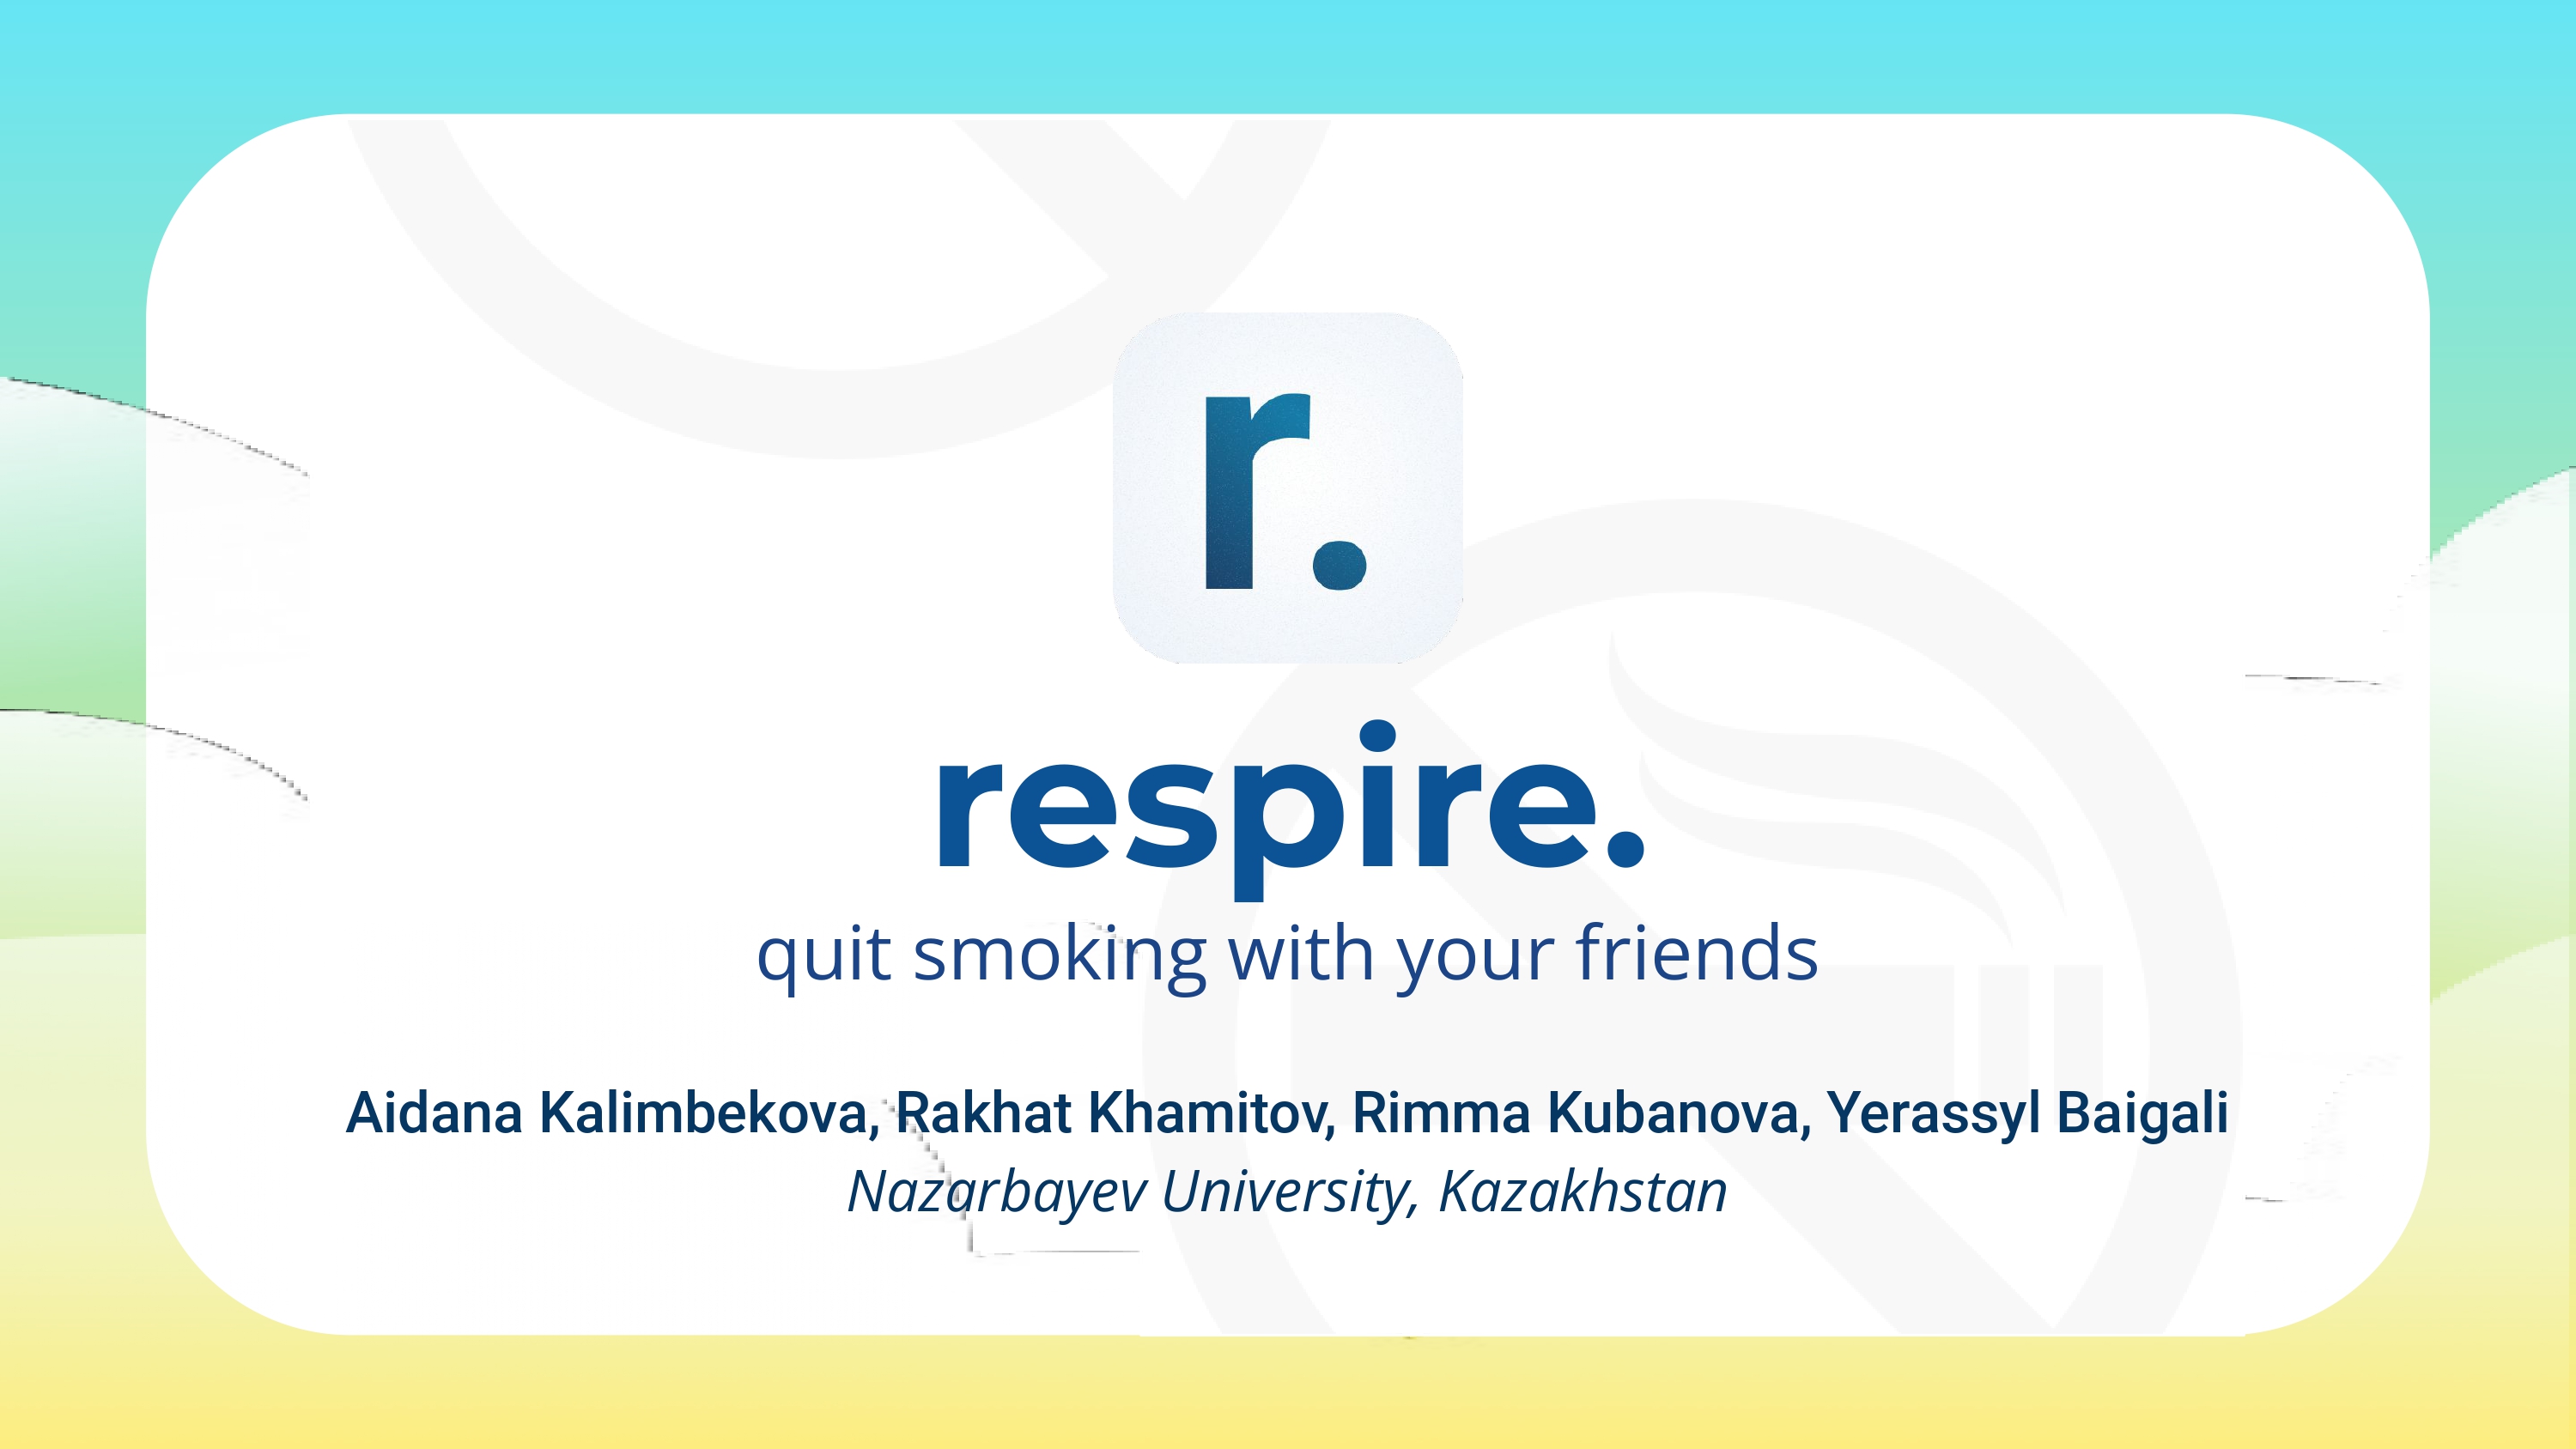 r.
respire.
quit smoking with your friends
Aidana Kalimbekova, Rakhat Khamitov, Rimma Kubanova, Yerassyl Baigali
Nazarbayev University, Kazakhstan